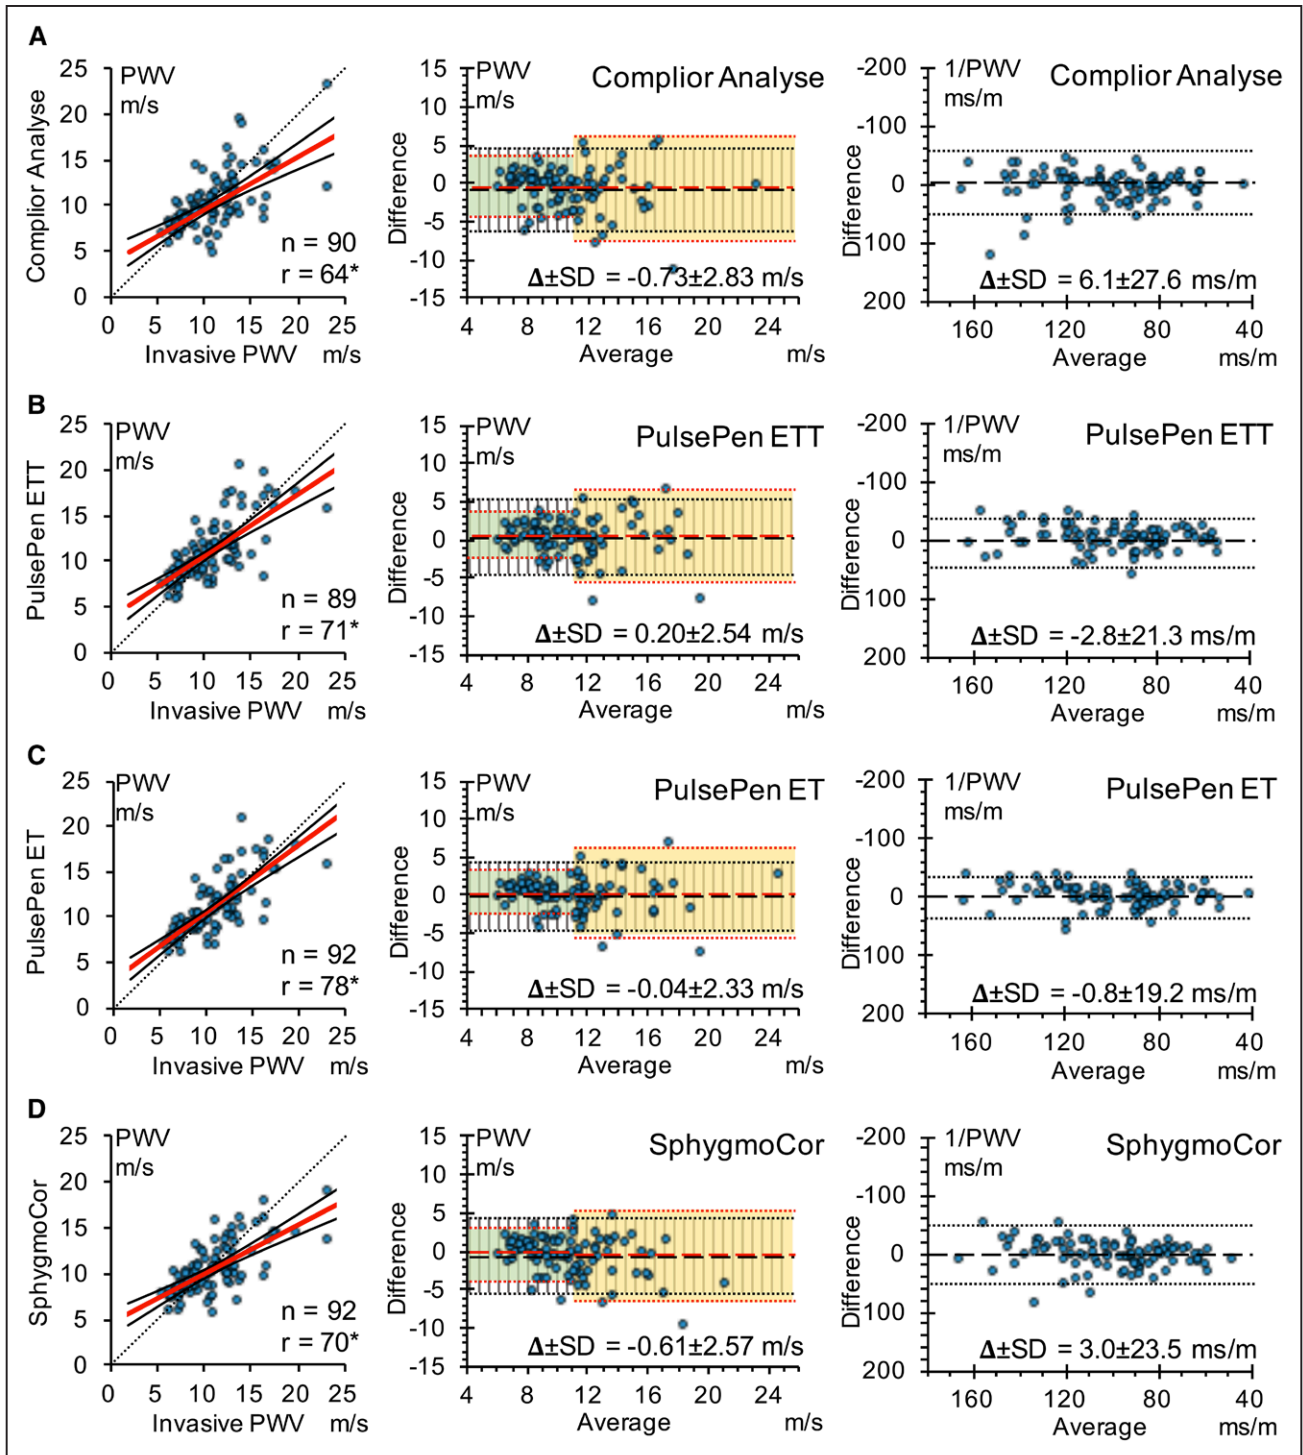 A
25
20
15
10
5
0
Complior Analyse
PWV
m/s
n = 90
r = 64*
0 5 10 15 20 25
Invasive PWV m/s
15
10
5
0
-5
-10
-15
Difference
PWV
m/s
Complior Analyse
Δ±SD = -0.73±2.83 m/s
4 8 12 16 20 24
Average m/s
-200
-100
0
100
200
Difference
1/PWV
ms/m
Complior Analyse
Δ±SD = 6.1±27.6 ms/m
160 120 80 40
Average ms/m
B
25
20
15
10
5
0
PulsePen ETT
PWV
m/s
n = 89
r = 71*
0 5 10 15 20 25
Invasive PWV m/s
15
10
5
0
-5
-10
-15
Difference
PWV
m/s
PulsePen ETT
Δ±SD = 0.20±2.54 m/s
4 8 12 16 20 24
Average m/s
-200
-100
0
100
200
Difference
1/PWV
ms/m
PulsePen ETT
Δ±SD = -2.8±21.3 ms/m
160 120 80 40
Average ms/m
C
25
20
15
10
5
0
PulsePen ET
PWV
m/s
n = 92
r = 78*
0 5 10 15 20 25
Invasive PWV m/s
15
10
5
0
-5
-10
-15
Difference
PWV
m/s
PulsePen ET
Δ±SD = -0.04±2.33 m/s
4 8 12 16 20 24
Average m/s
-200
-100
0
100
200
Difference
1/PWV
ms/m
PulsePen ET
Δ±SD = -0.8±19.2 ms/m
160 120 80 40
Average ms/m
D
25
20
15
10
5
0
SphygmoCor
PWV
m/s
n = 92
r = 70*
0 5 10 15 20 25
Invasive PWV m/s
15
10
5
0
-5
-10
-15
Difference
PWV
m/s
SphygmoCor
Δ±SD = -0.61±2.57 m/s
4 8 12 16 20 24
Average m/s
-200
-100
0
100
200
Difference
1/PWV
ms/m
SphygmoCor
Δ±SD = 3.0±23.5 ms/m
160 120 80 40
Average ms/m